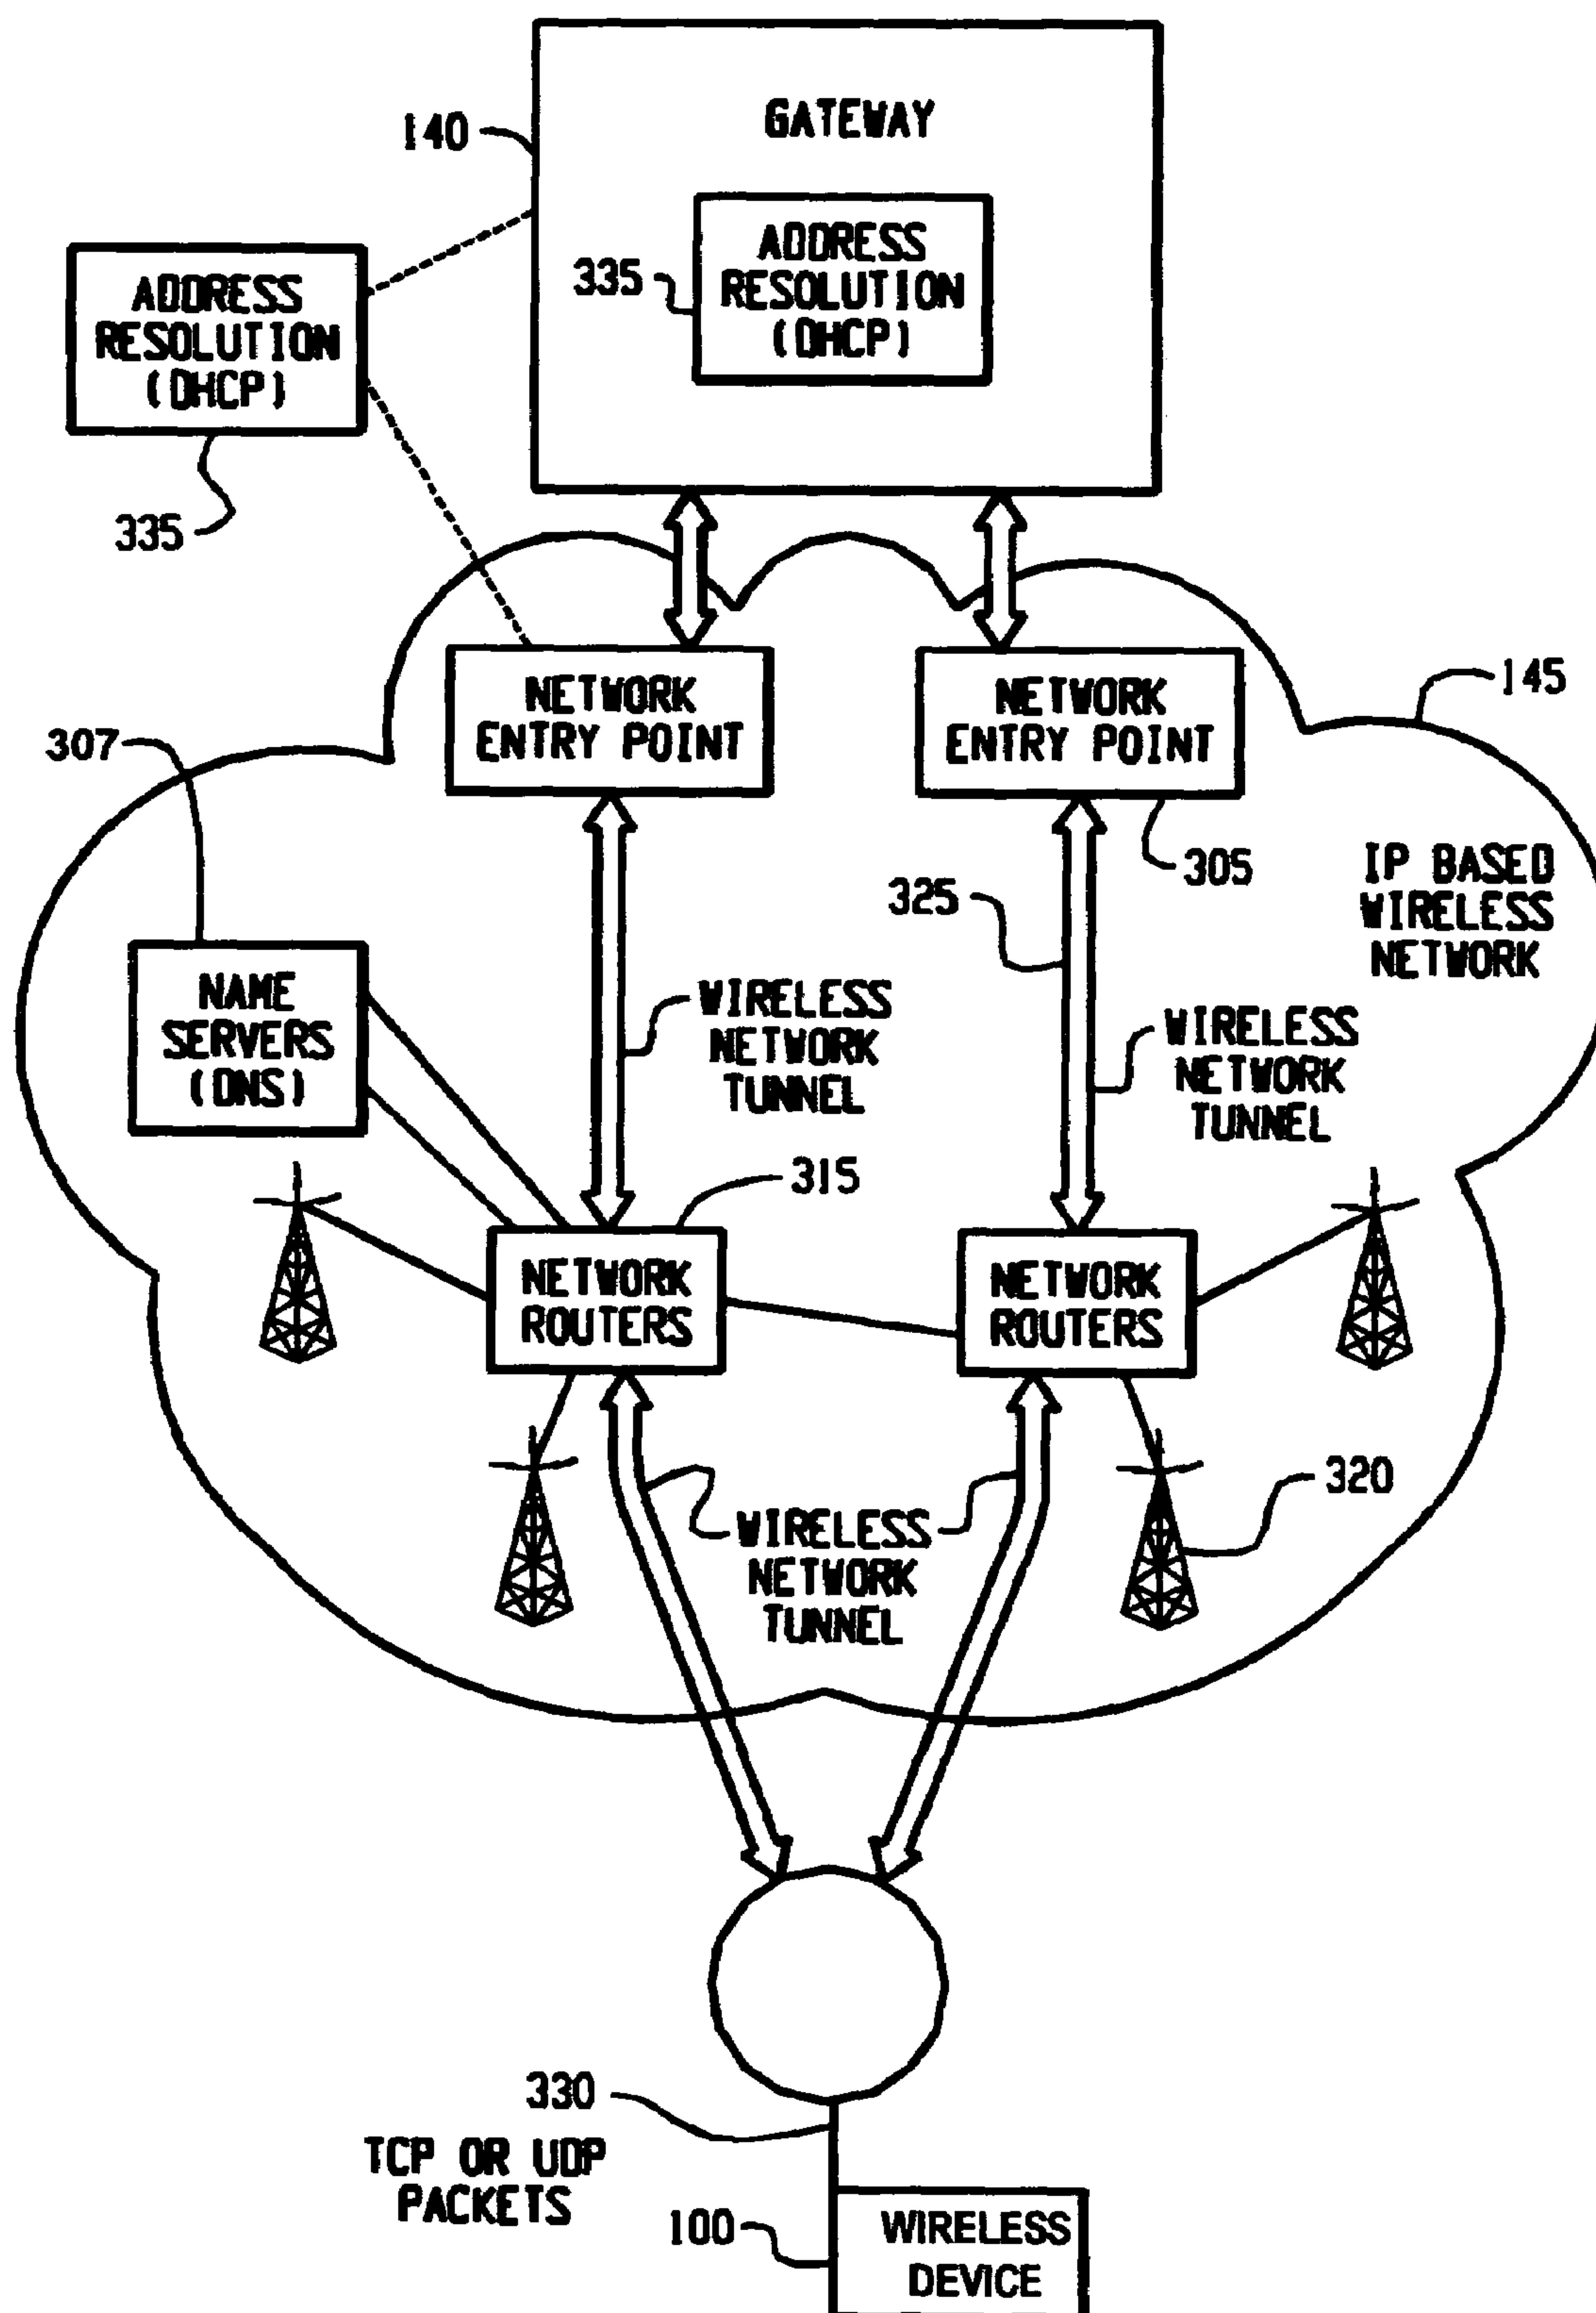 GATEWAY
140
ADDRESS
RESOLUTION
(DHCP)
335
ADDRESS
RESOLUTION
(DHCP)
335
NETWORK
ENTRY POINT
NETWORK
ENTRY POINT
145
307
305
325
IP BASED
WIRELESS
NETWORK
NAME
SERVERS
(DNS)
WIRELESS
NETWORK
TUNNEL
WIRELESS
NETWORK
TUNNEL
315
NETWORK
ROUTERS
NETWORK
ROUTERS
320
WIRELESS
NETWORK
TUNNEL
330
TCP OR UDP
PACKETS
100
WIRELESS
DEVICE